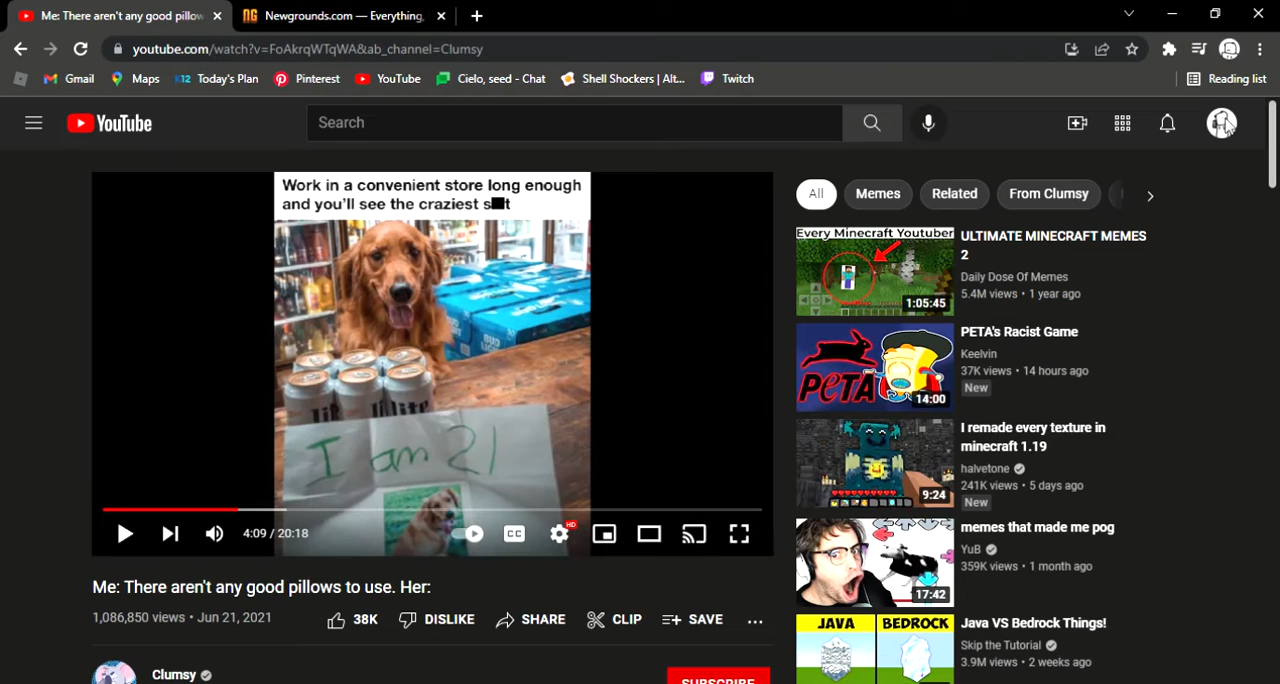 Me: There aren't any good pillow
Newgrounds.com — Everything,
youtube.com/watch?v=FoAkrqWTqWA&ab_channel=Clumsy
Gmail
Maps
K12 Today's Plan
Pinterest
YouTube
Cielo, seed - Chat
Shell Shockers | Alt...
Twitch
Reading list
YouTube
Search
Work in a convenient store long enough
and you'll see the craziest s■t
BUD
LIGHT
lite
I am 21
4:09 / 20:18
CC
HD
Me: There aren't any good pillows to use. Her:
1,086,850 views • Jun 21, 2021
38K
DISLIKE
SHARE
CLIP
SAVE
Clumsy
SUBSCRIBE
All
Memes
Related
From Clumsy
Every Minecraft Youtuber
1:05:45
ULTIMATE MINECRAFT MEMES
2
Daily Dose Of Memes
5.4M views • 1 year ago
PETA
14:00
PETA's Racist Game
Keelvin
37K views • 14 hours ago
New
9:24
I remade every texture in
minecraft 1.19
halvetone
241K views • 5 days ago
New
17:42
memes that made me pog
YuB
359K views • 1 month ago
JAVA
BEDROCK
Java VS Bedrock Things!
Skip the Tutorial
3.9M views • 2 weeks ago